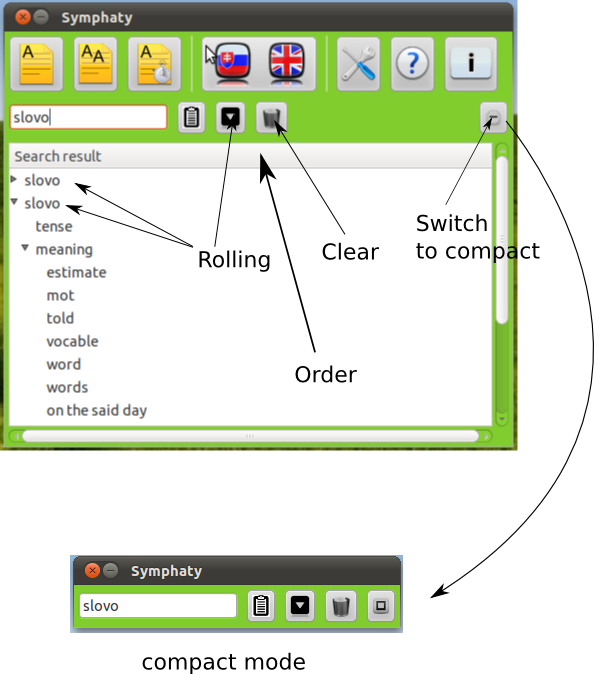 Symphaty
A
AA
A
?
i
slovo
Search result
slovo
slovo
tense
meaning
estimate
mot
told
vocable
word
words
on the said day
Rolling
Clear
Switch
to compact
Order
Symphaty
slovo
compact mode